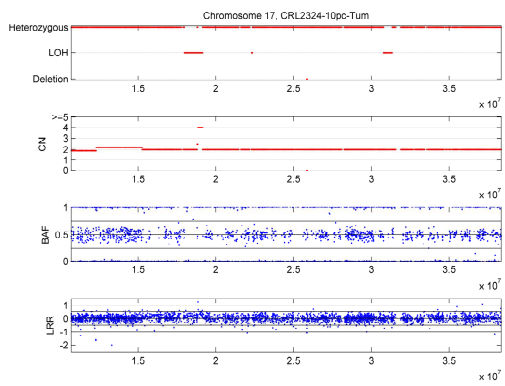 Chromosome 17, CRL2324-10pc-Tum
Heterozygous
LOH
Deletion
1.5 2 2.5 3 3.5
x 10^7
CN
>-5
4
3
2
1
0
1.5 2 2.5 3 3.5
x 10^7
BAF
1
0.5
0
1.5 2 2.5 3 3.5
x 10^7
LRR
1
0
-1
-2
1.5 2 2.5 3 3.5
x 10^7